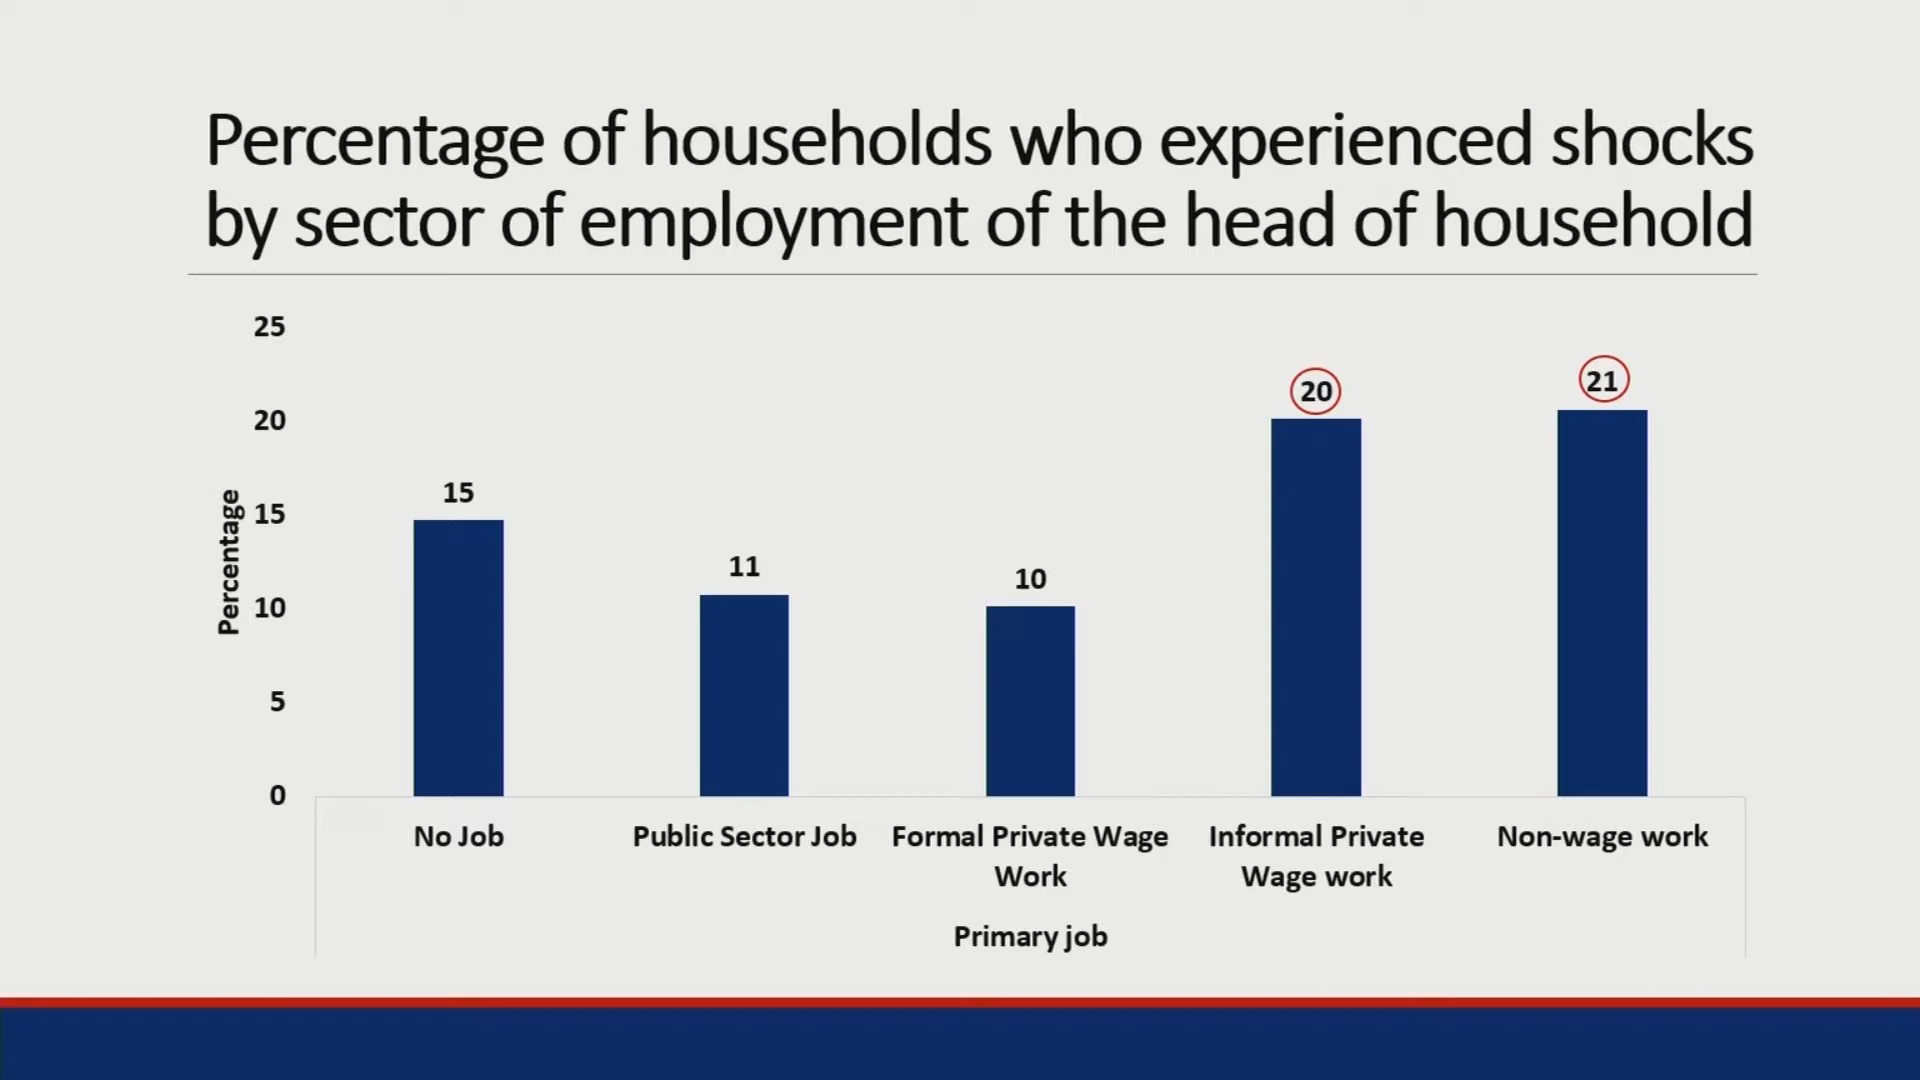 Percentage of households who experienced shocks
by sector of employment of the head of household
25
20
15
10
5
0
Percentage
15
11
10
20
21
No Job
Public Sector Job
Formal Private Wage
Work
Informal Private
Wage work
Non-wage work
Primary job